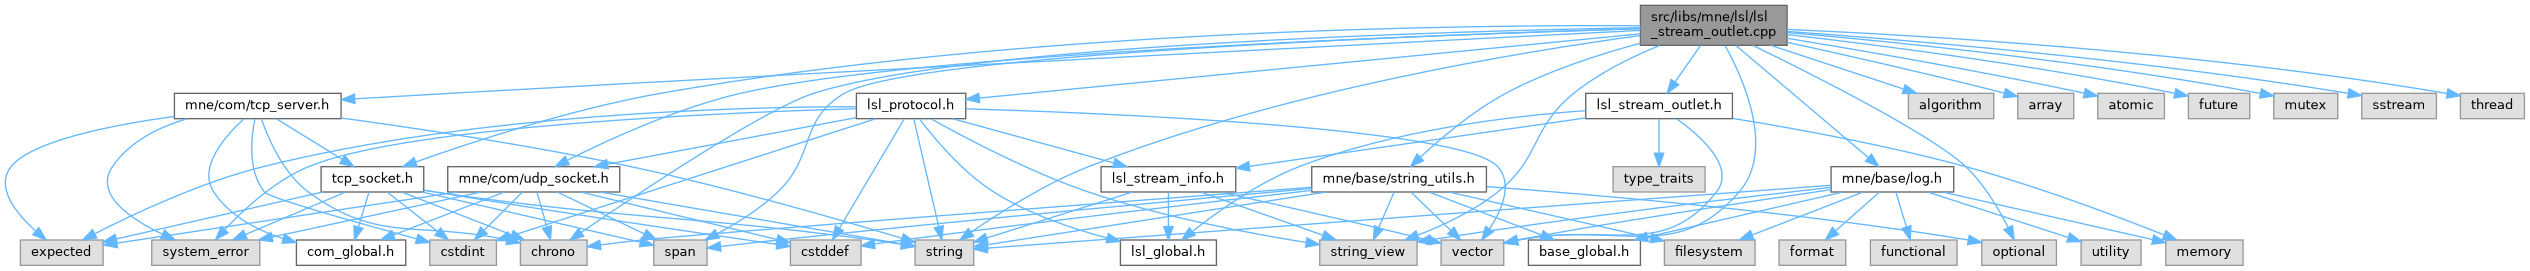 src/libs/mne/lsl/lsl
_stream_outlet.cpp
mne/com/tcp_server.h
lsl_protocol.h
lsl_stream_outlet.h
algorithm
array
atomic
future
mutex
sstream
thread
tcp_socket.h
mne/com/udp_socket.h
lsl_stream_info.h
mne/base/string_utils.h
type_traits
mne/base/log.h
expected
system_error
com_global.h
cstdint
chrono
span
cstddef
string
lsl_global.h
string_view
vector
base_global.h
filesystem
format
functional
optional
utility
memory